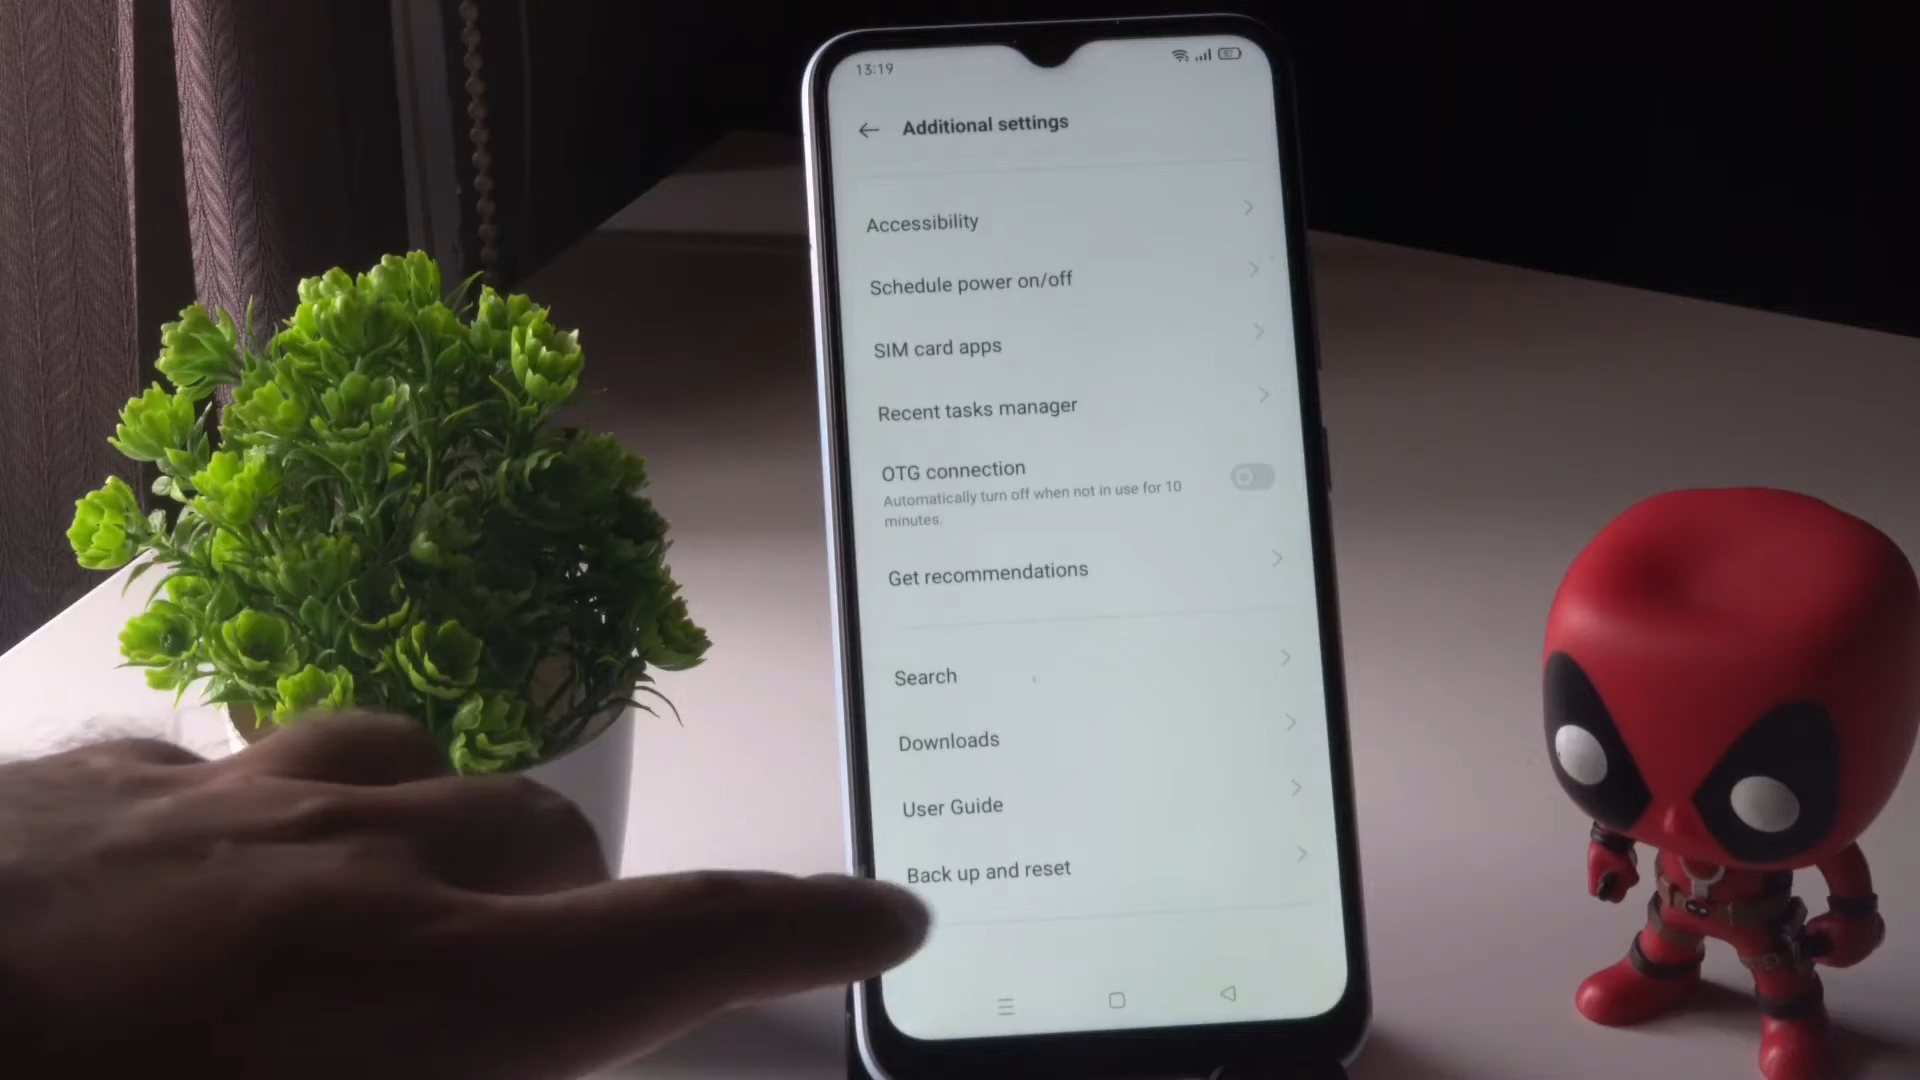 13:19
Additional settings
Accessibility
Schedule power on/off
SIM card apps
Recent tasks manager
OTG connection
Automatically turn off when not in use for 10
minutes.
Get recommendations
Search
Downloads
User Guide
Back up and reset